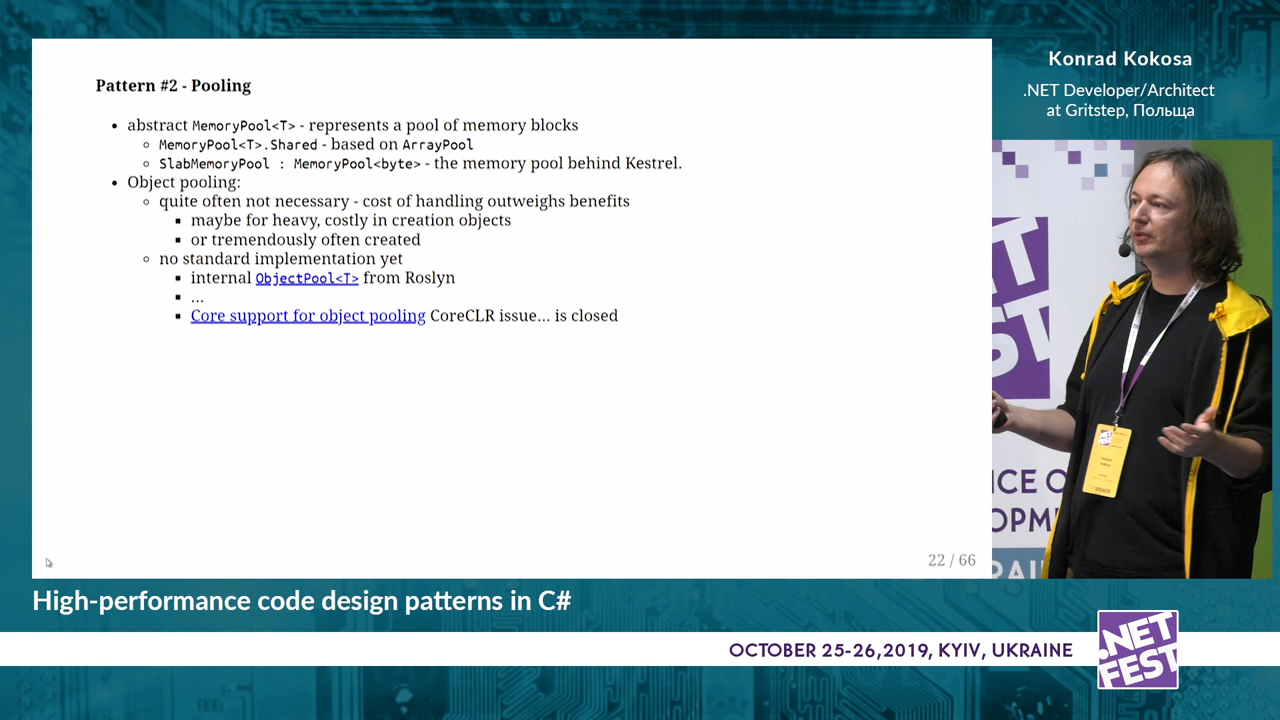 Pattern #2 - Pooling
• abstract MemoryPool<T> - represents a pool of memory blocks
◦ MemoryPool<T>.Shared - based on ArrayPool
◦ SlabMemoryPool : MemoryPool<byte> - the memory pool behind Kestrel.
• Object pooling:
◦ quite often not necessary - cost of handling outweighs benefits
▪ maybe for heavy, costly in creation objects
▪ or tremendously often created
◦ no standard implementation yet
▪ internal ObjectPool<T> from Roslyn
▪ ...
▪ Core support for object pooling CoreCLR issue... is closed
22 / 66
Konrad Kokosa
.NET Developer/Architect
at Gritstep, Польща
High-performance code design patterns in C#
OCTOBER 25-26,2019, KYIV, UKRAINE
.NET
FEST